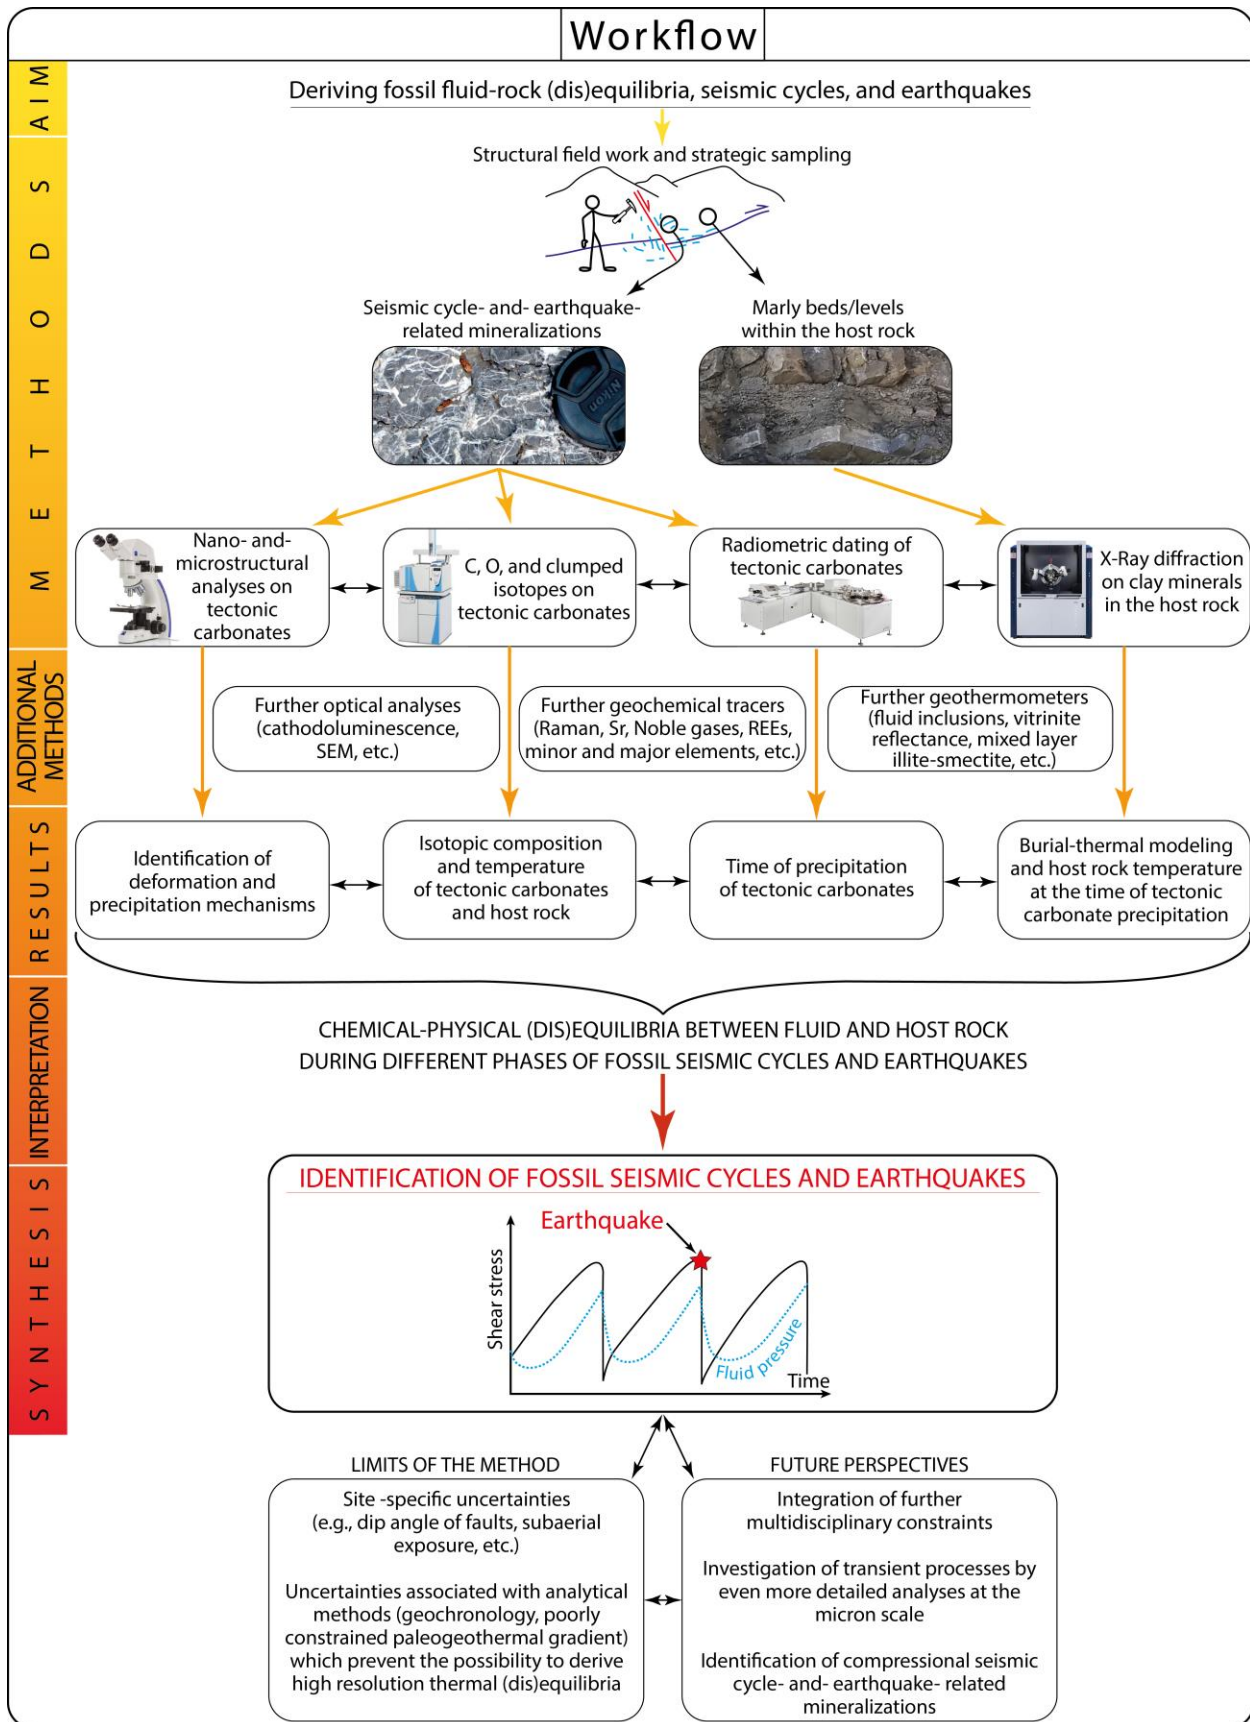 Workflow
AIM
Deriving fossil fluid-rock (dis)equilibria, seismic cycles, and earthquakes
METHODS
Structural field work and strategic sampling
Seismic cycle- and- earthquake-
related mineralizations
Marly beds/levels
within the host rock
Nikon
Nano- and-
microstructural
analyses on
tectonic
carbonates
C, O, and clumped
isotopes on
tectonic carbonates
Radiometric dating of
tectonic carbonates
X-Ray diffraction
on clay minerals
in the host rock
ADDITIONAL
METHODS
Further optical analyses
(cathodoluminescence,
SEM, etc.)
Further geochemical tracers
(Raman, Sr, Noble gases, REEs,
minor and major elements, etc.)
Further geothermometers
(fluid inclusions, vitrinite
reflectance, mixed layer
illite-smectite, etc.)
RESULTS
Identification of
deformation and
precipitation mechanisms
Isotopic composition
and temperature
of tectonic carbonates
and host rock
Time of precipitation
of tectonic carbonates
Burial-thermal modeling
and host rock temperature
at the time of tectonic
carbonate precipitation
INTERPRETATION
CHEMICAL-PHYSICAL (DIS)EQUILIBRIA BETWEEN FLUID AND HOST ROCK
DURING DIFFERENT PHASES OF FOSSIL SEISMIC CYCLES AND EARTHQUAKES
SYNTHESIS
IDENTIFICATION OF FOSSIL SEISMIC CYCLES AND EARTHQUAKES
Earthquake
Shear stress
Fluid pressure
Time
LIMITS OF THE METHOD
Site -specific uncertainties
(e.g., dip angle of faults, subaerial
exposure, etc.)
Uncertainties associated with analytical
methods (geochronology, poorly
constrained paleogeothermal gradient)
which prevent the possibility to derive
high resolution thermal (dis)equilibria
FUTURE PERSPECTIVES
Integration of further
multidisciplinary constraints
Investigation of transient processes by
even more detailed analyses at the
micron scale
Identification of compressional seismic
cycle- and- earthquake- related
mineralizations